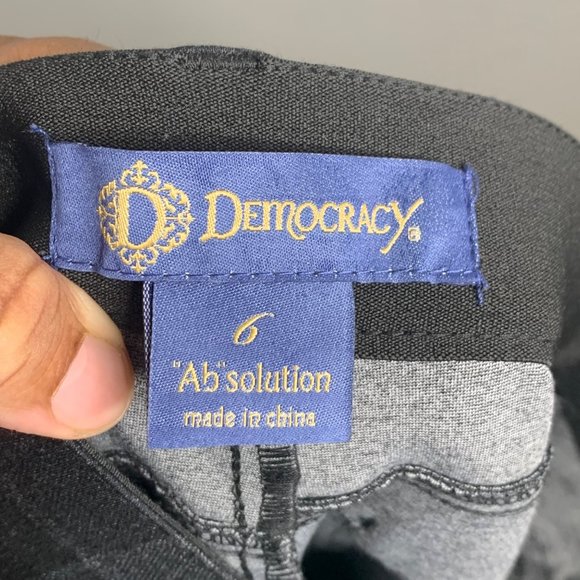 D DEMOCRACY
6
"Ab"solution
made in china